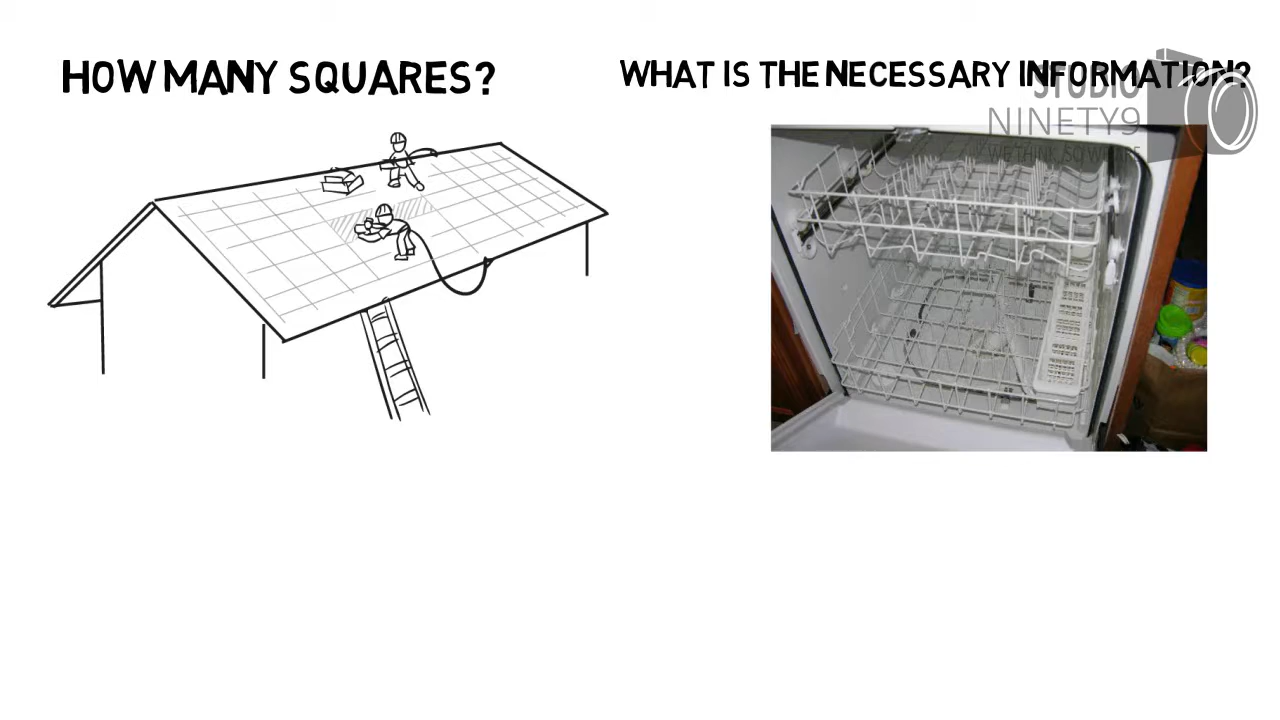 HOW MANY SQUARES?
WHAT IS THE NECESSARY INFORMATION?
STUDIO
NINETY9